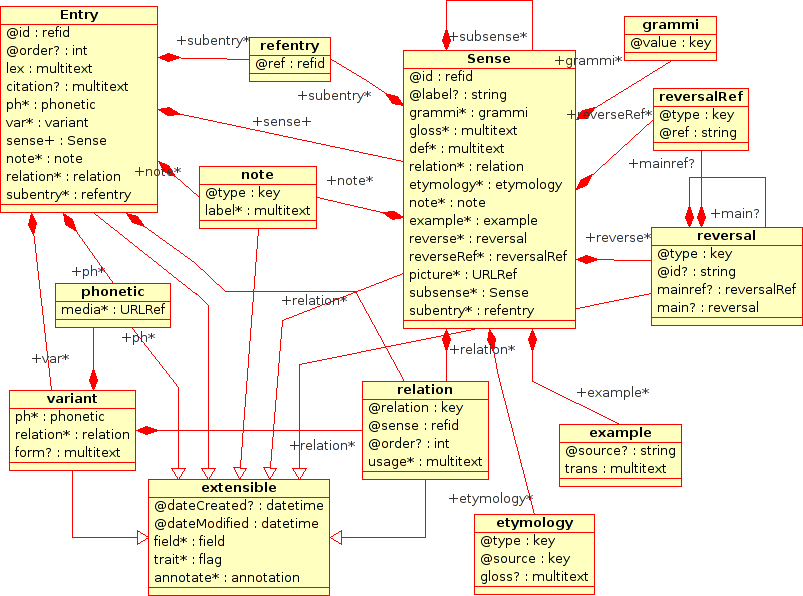 Entry
@id : refid
@order? : int
lex : multitext
citation? : multitext
ph* : phonetic
var* : variant
sense+ : Sense
note* : note
relation* : relation
subentry* : refentry
+subentry*
refentry
@ref : refid
+subentry*
+sense+
+note*
note
@type : key
label* : multitext
+note*
+subsense*
Sense
@id : refid
@label? : string
grammi* : grammi
gloss* : multitext
def* : multitext
relation* : relation
etymology* : etymology
note* : note
example* : example
reverse* : reversal
reverseRef* : reversalRef
picture* : URLRef
subsense* : Sense
subentry* : refentry
+grammi*
grammi
@value : key
+reverseRef*
reversalRef
@type : key
@ref : string
+mainref?
+main?
+reverse*
reversal
@type : key
@id? : string
mainref? : reversalRef
main? : reversal
+ph*
phonetic
media* : URLRef
+ph*
+relation*
+var*
variant
ph* : phonetic
relation* : relation
form? : multitext
+relation*
+relation*
relation
@relation : key
@sense : refid
@order? : int
usage* : multitext
+example*
example
@source? : string
trans : multitext
extensible
@dateCreated? : datetime
@dateModified : datetime
field* : field
trait* : flag
annotate* : annotation
+etymology*
etymology
@type : key
@source : key
gloss? : multitext